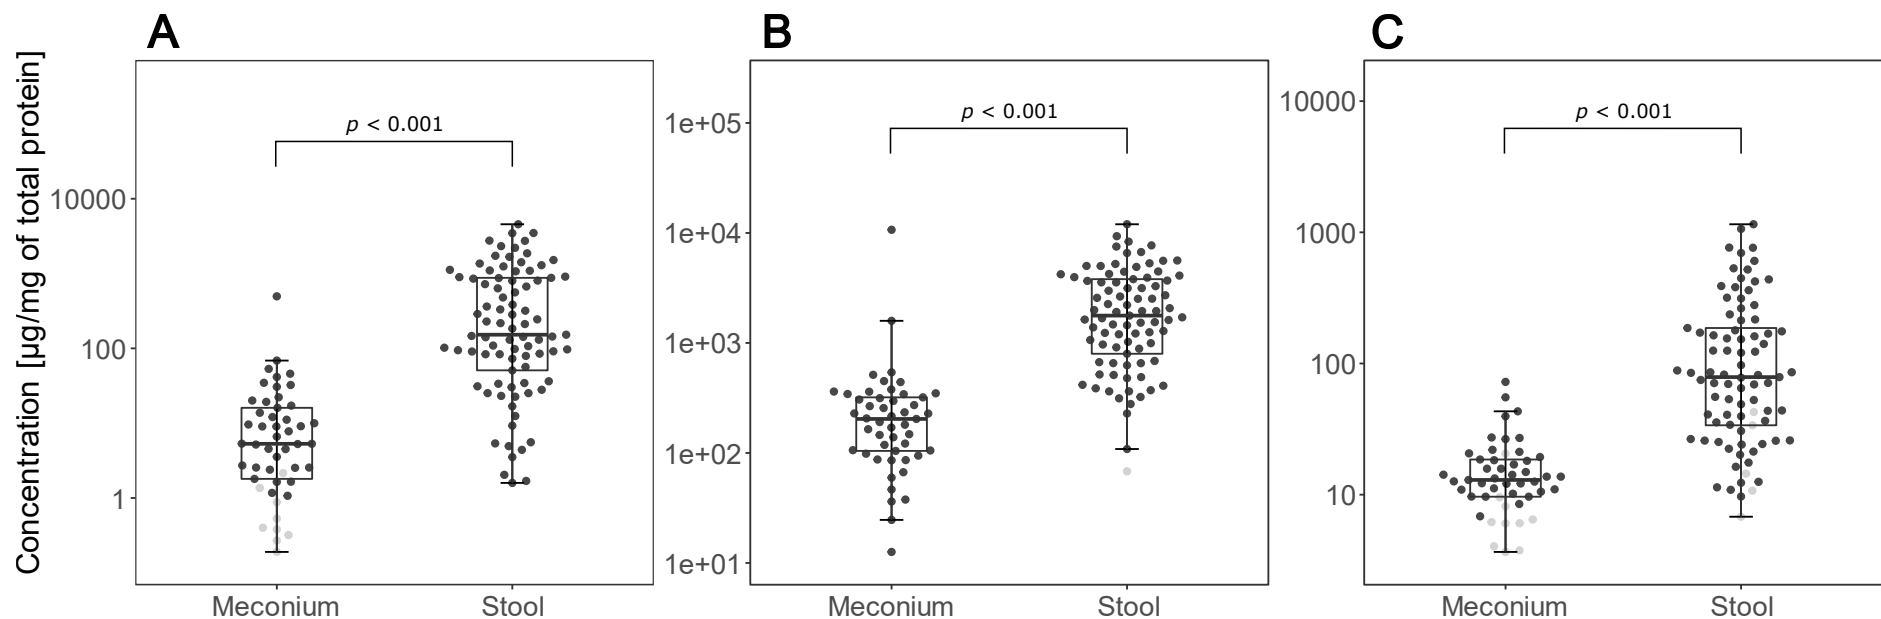 A B C
Concentration [µg/mg of total protein]
p < 0.001
10000
100
1
Meconium Stool
p < 0.001
1e+05
1e+04
1e+03
1e+02
1e+01
Meconium Stool
p < 0.001
10000
1000
100
10
Meconium Stool